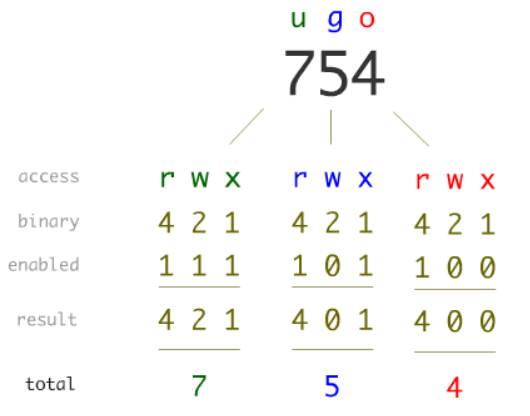 u g o
754
access r w x r w x r w x
binary 4 2 1 4 2 1 4 2 1
enabled 1 1 1 1 0 1 1 0 0
result 4 2 1 4 0 1 4 0 0
total 7 5 4